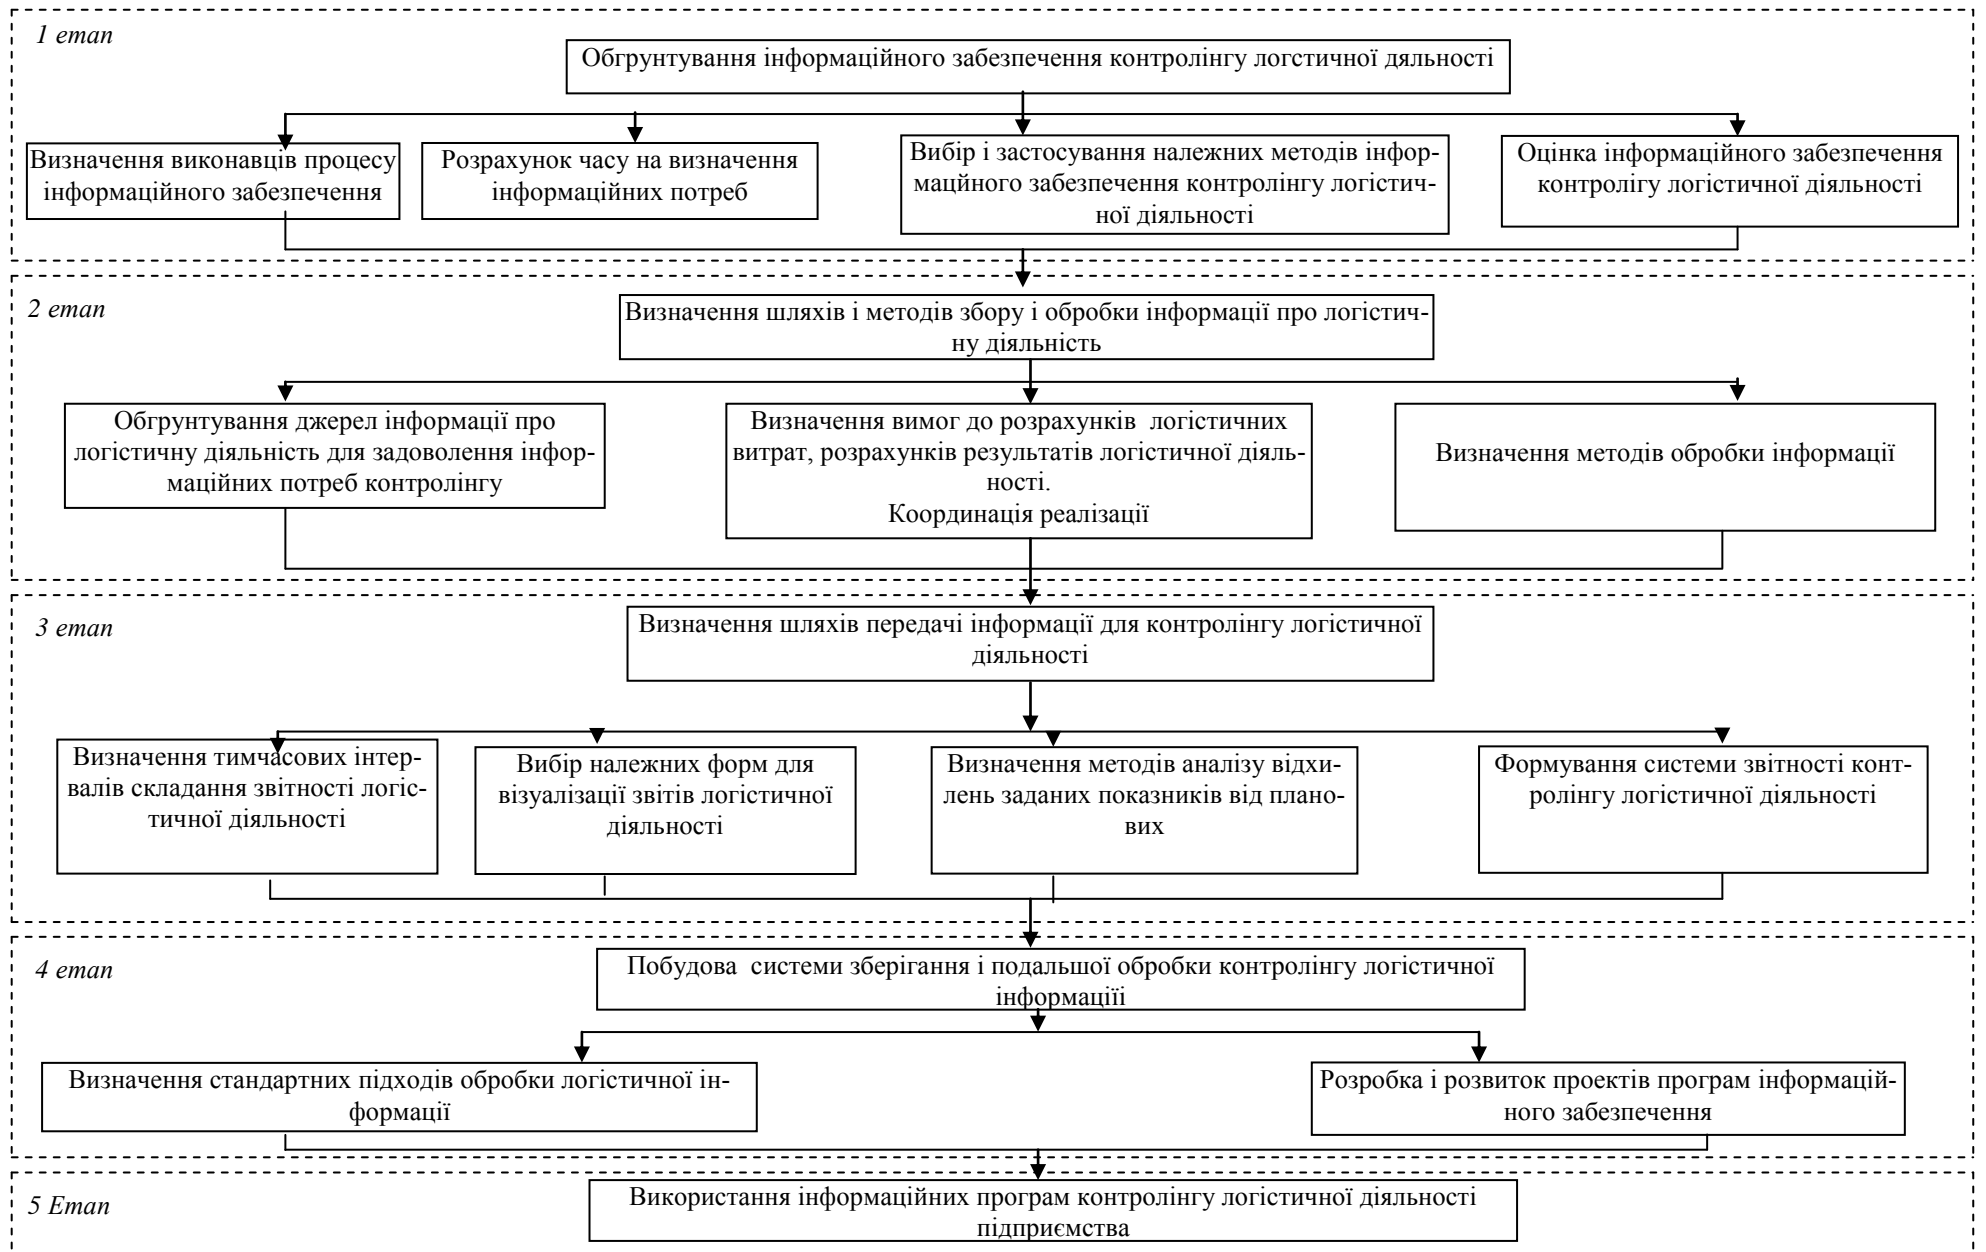 1 етап
Обгрунтування інформаційного забезпечення контролінгу логстичної дяльності
Визначення виконавців процесу
інформаційного забезпечення
Розрахунок часу на визначення
інформаційних потреб
Вибір і застосування належних методів інфор-
мацйного забезпечення контролінгу логістич-
ної діяльності
Оцінка інформаційного забезпечення
контролігу логістичної діяльності
2 етап
Визначення шляхів і методів збору і обробки інформації про логістич-
ну діяльність
Обгрунтування джерел інформації про
логістичну діяльність для задоволення інфор-
маційних потреб контролінгу
Визначення вимог до розрахунків логістичних
витрат, розрахунків результатів логістичної діяль-
ності.
Координація реалізації
Визначення методів обробки інформації
3 етап
Визначення шляхів передачі інформації для контролінгу логістичної
діяльності
Визначення тимчасових інтер-
валів складання звітності логіс-
тичної діяльності
Вибір належних форм для
візуалізації звітів логістичної
діяльності
Визначення методів аналізу відхи-
лень заданих показників від плано-
вих
Формування системи звітності конт-
ролінгу логістичної діяльності
4 етап
Побудова системи зберігання і подальшої обробки контролінгу логістичної
інформаціїі
Визначення стандартних підходів обробки логістичної ін-
формації
Розробка і розвиток проектів програм інформацій-
ного забезпечення
5 Етап
Використання інформаційних програм контролінгу логістичної діяльності
підприємства